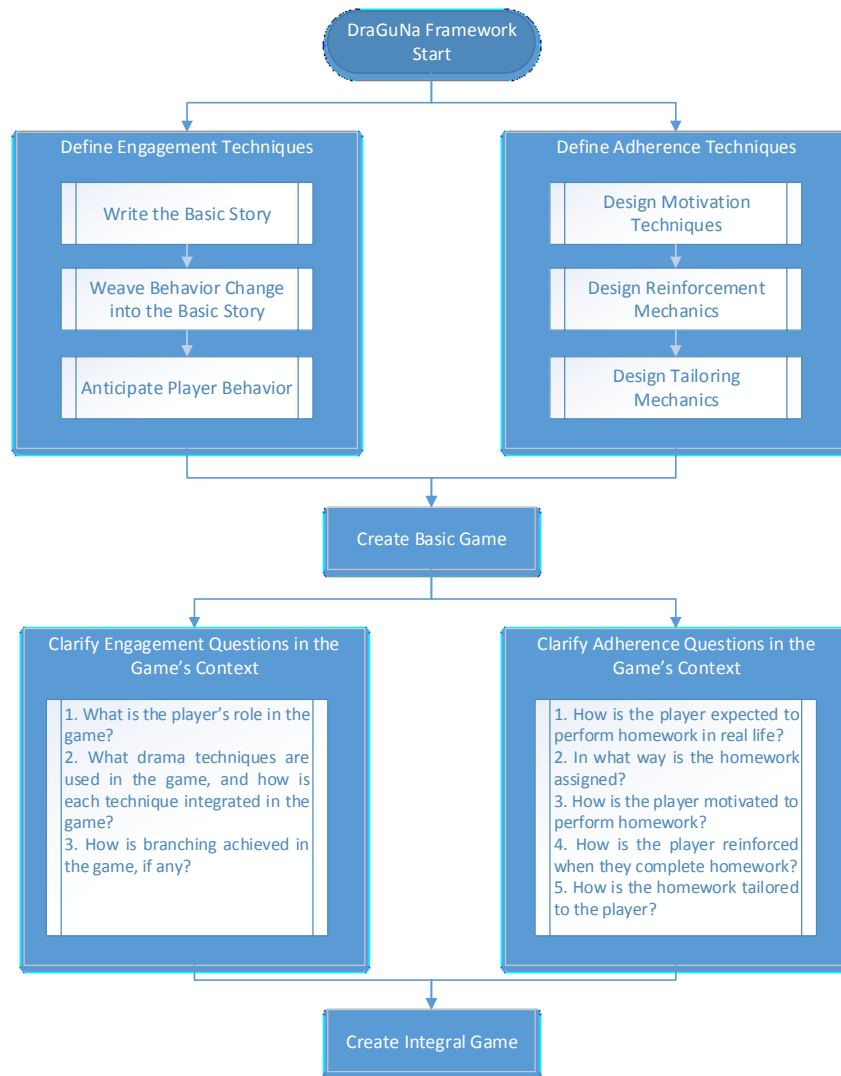 DraGuNa Framework
Start
Define Engagement Techniques
Write the Basic Story
Weave Behavior Change
into the Basic Story
Anticipate Player Behavior
Define Adherence Techniques
Design Motivation
Techniques
Design Reinforcement
Mechanics
Design Tailoring
Mechanics
Create Basic Game
Clarify Engagement Questions in the
Game’s Context
1. What is the player’s role in the
game?
2. What drama techniques are
used in the game, and how is
each technique integrated in the
game?
3. How is branching achieved in
the game, if any?
Clarify Adherence Questions in the
Game’s Context
1. How is the player expected to
perform homework in real life?
2. In what way is the homework
assigned?
3. How is the player motivated to
perform homework?
4. How is the player reinforced
when they complete homework?
5. How is the homework tailored
to the player?
Create Integral Game